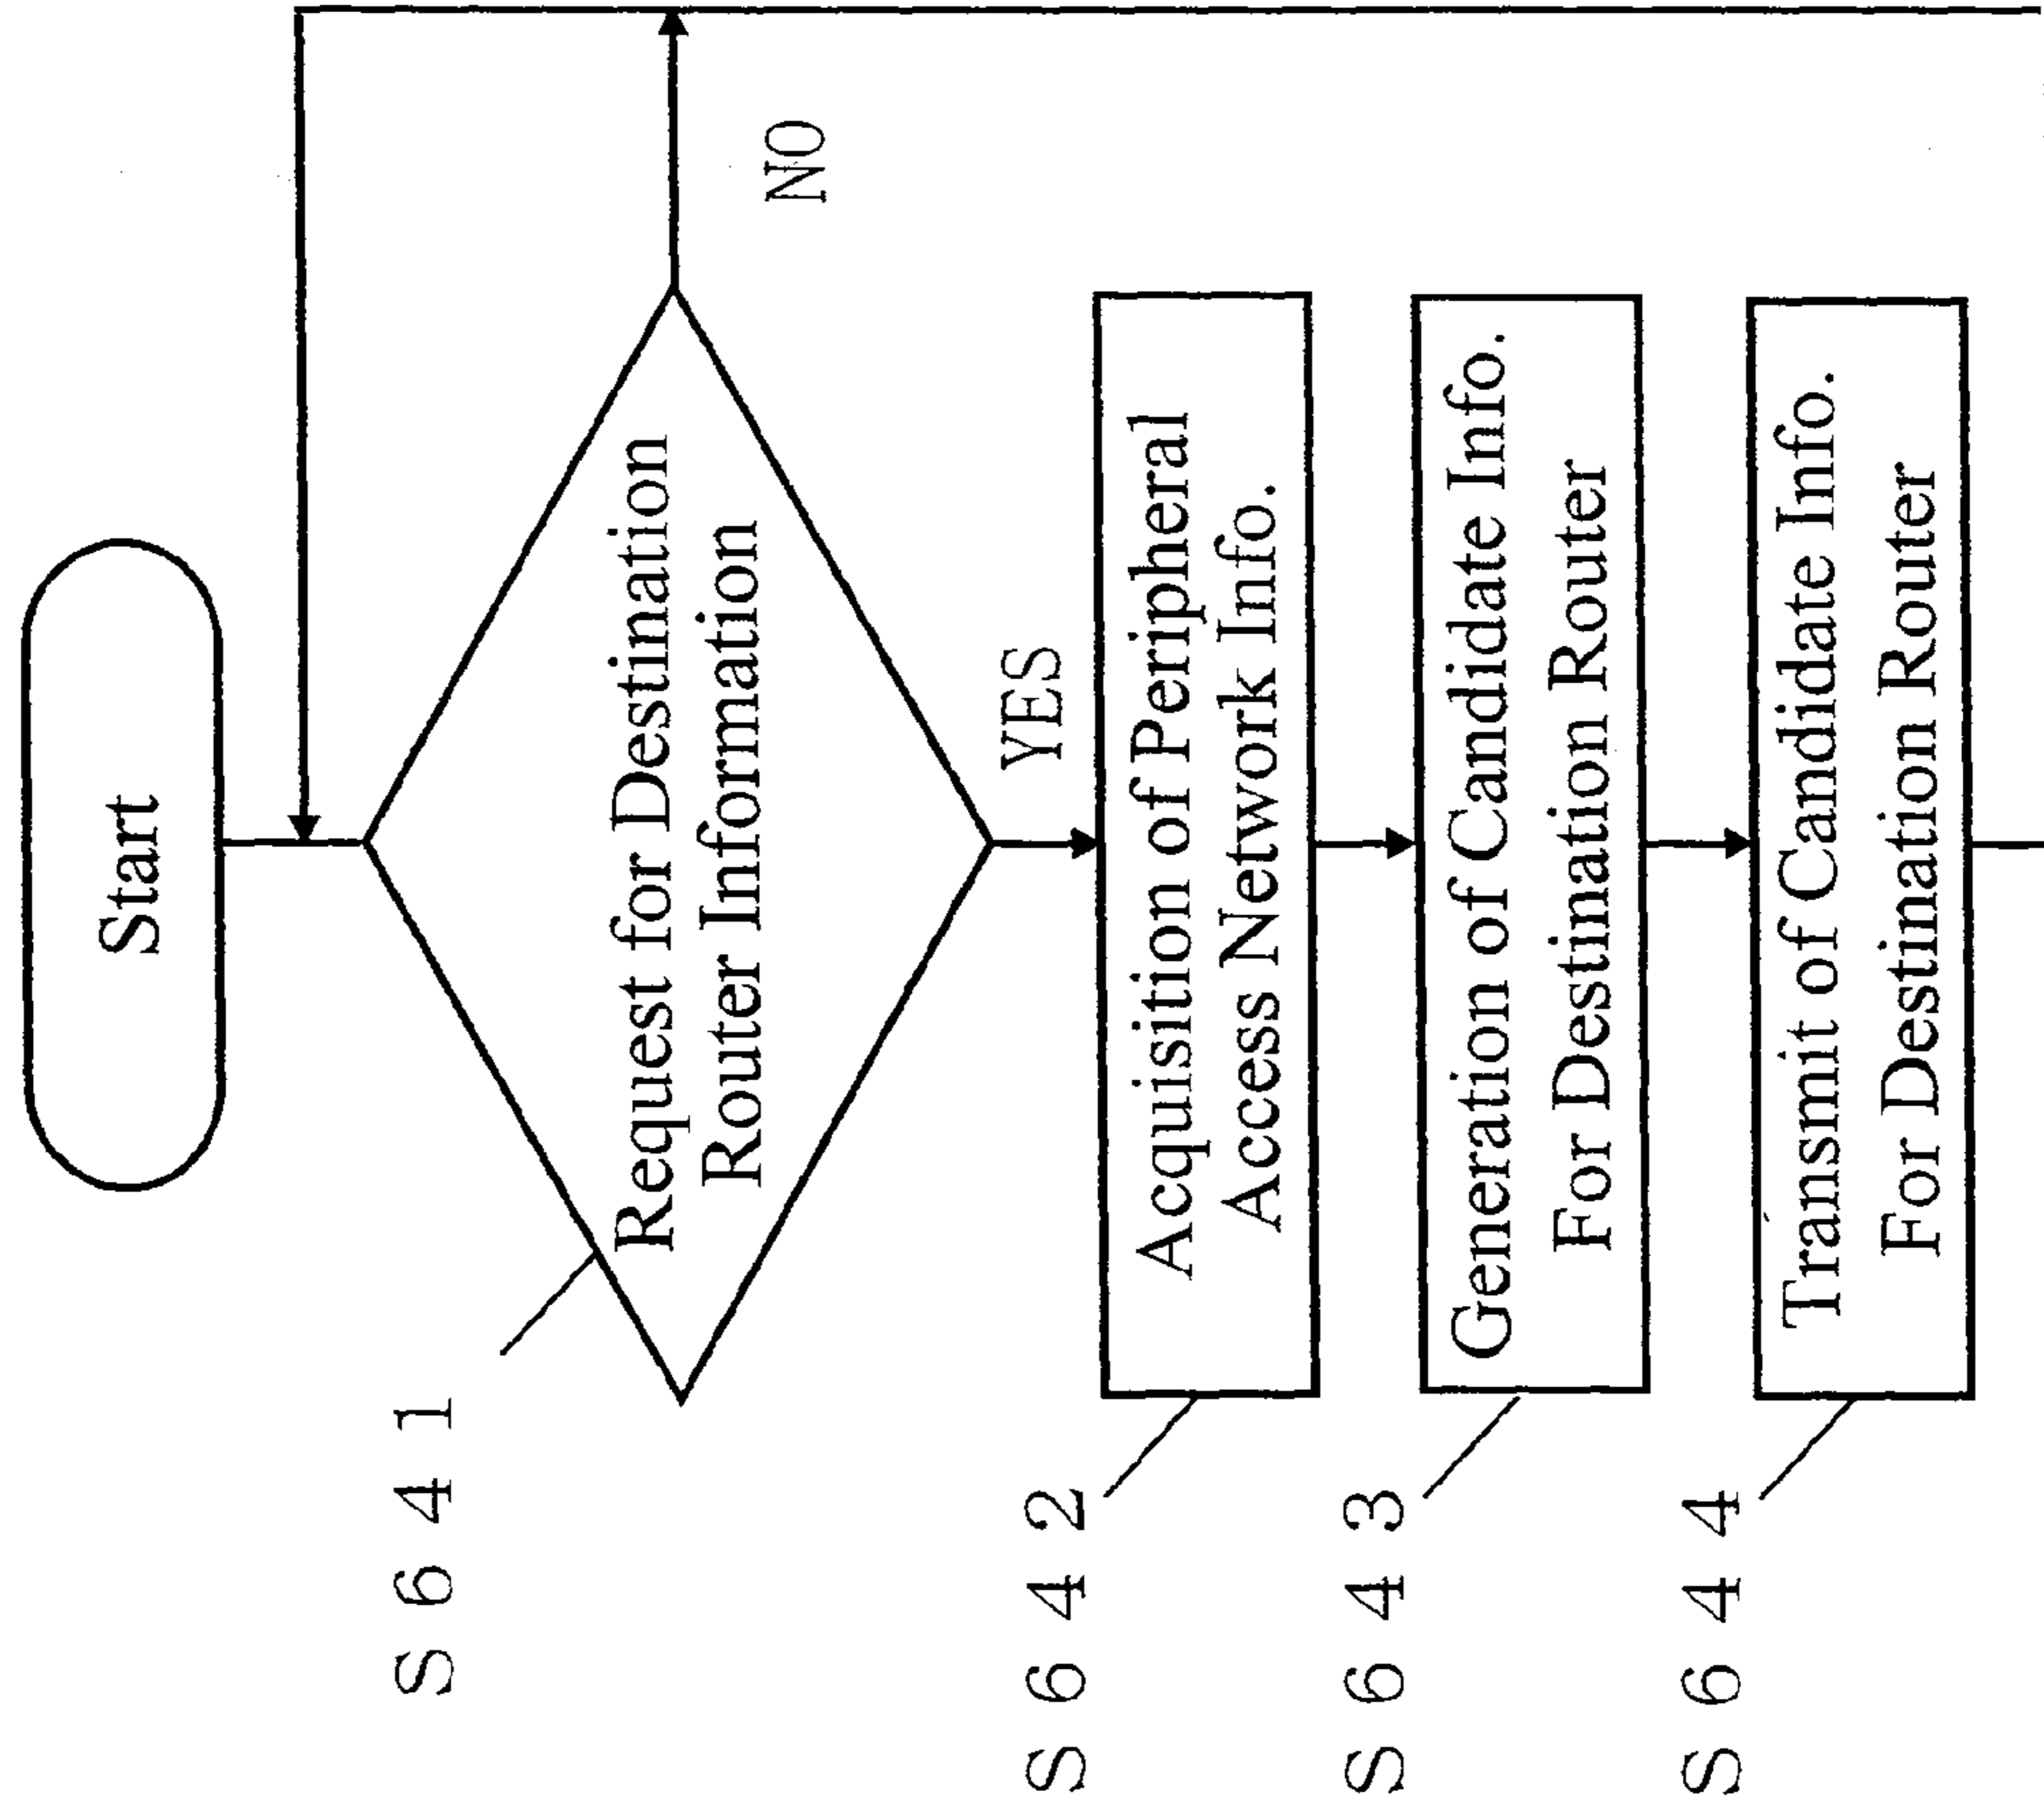 Start
S641
Request for Destination
Router Information
NO
YES
S642
Acquisition of Peripheral
Access Network Info.
S643
Generation of Candidate Info.
For Destination Router
S644
Transmit of Candidate Info.
For Destination Router